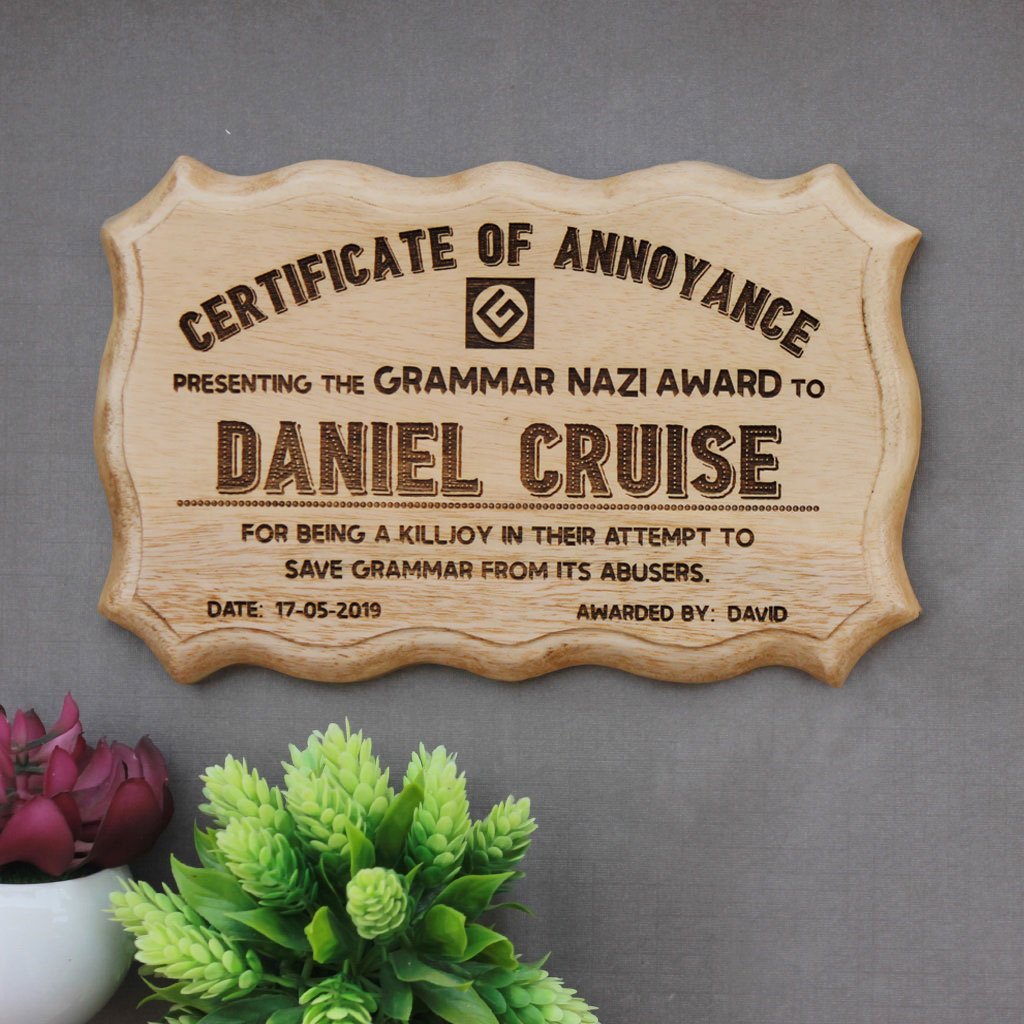 CERTIFICATE OF ANNOYANCE
G
PRESENTING THE GRAMMAR NAZI AWARD TO
DANIEL CRUISE
FOR BEING A KILLJOY IN THEIR ATTEMPT TO
SAVE GRAMMAR FROM ITS ABUSERS.
DATE: 17-05-2019 AWARDED BY: DAVID